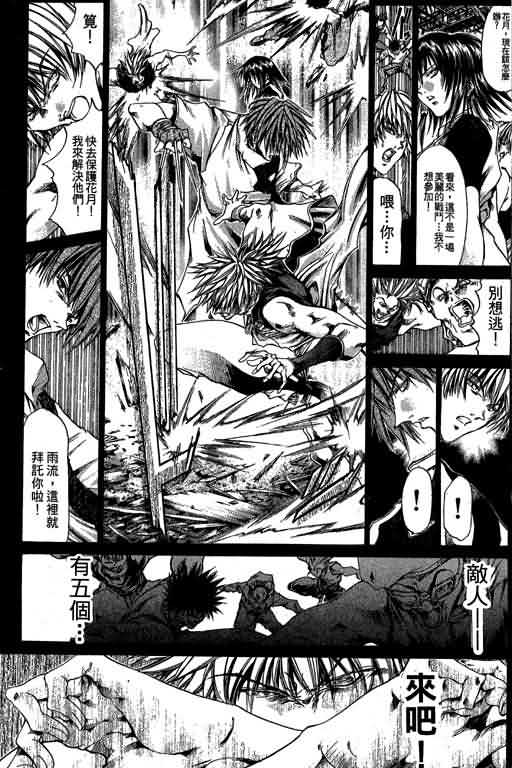 花月，現在該怎麼
辦？
看來，這不是一場
美麗的戰鬥…我不
想參加！
喂…你…
別想逃！
！
！
筧！
快去保護花月！
我來解決他們！
雨流，這裡就
拜託你啦！
敵人——
有五個…
來吧！